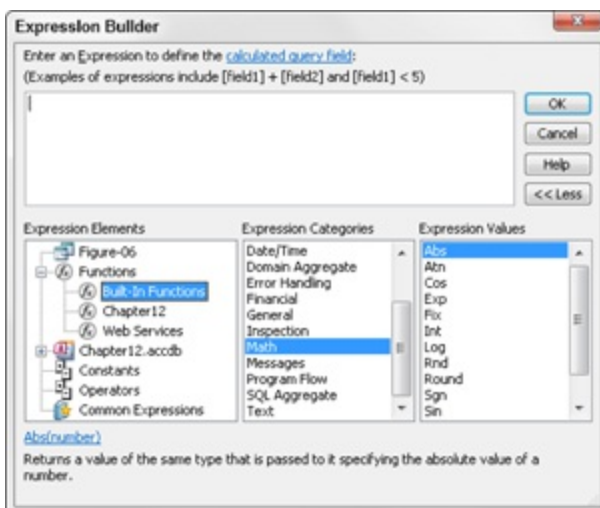 Expression Builder
Enter an Expression to define the calculated query field:
(Examples of expressions include [field1] + [field2] and [field1] < 5)
OK
Cancel
Help
<< Less
Expression Elements
Figure-06
Functions
Built-In Functions
Chapter12
Web Services
Chapter12.accdb
Constants
Operators
Common Expressions
Expression Categories
Date/Time
Domain Aggregate
Error Handling
Financial
General
Inspection
Math
Messages
Program Flow
SQL Aggregate
Text
Expression Values
Abs
Atn
Cos
Exp
Fix
Int
Log
Rnd
Round
Sgn
Sin
Abs(number)
Returns a value of the same type that is passed to it specifying the absolute value of a
number.